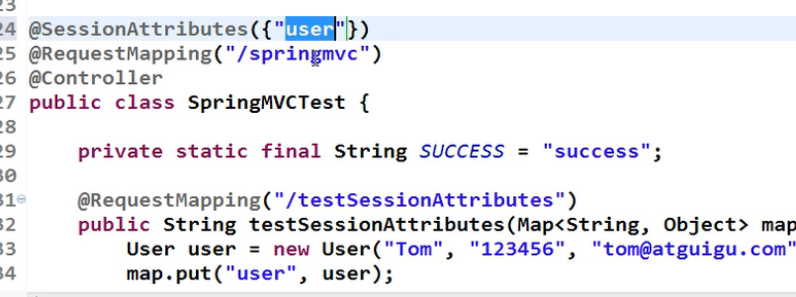 23
24 @SessionAttributes({"user"})
25 @RequestMapping("/springmvc")
26 @Controller
27 public class SpringMVCTest {
28
29 private static final String SUCCESS = "success";
30
31 @RequestMapping("/testSessionAttributes")
32 public String testSessionAttributes(Map<String, Object> map
33 User user = new User("Tom", "123456", "tom@atguigu.com"
34 map.put("user", user);